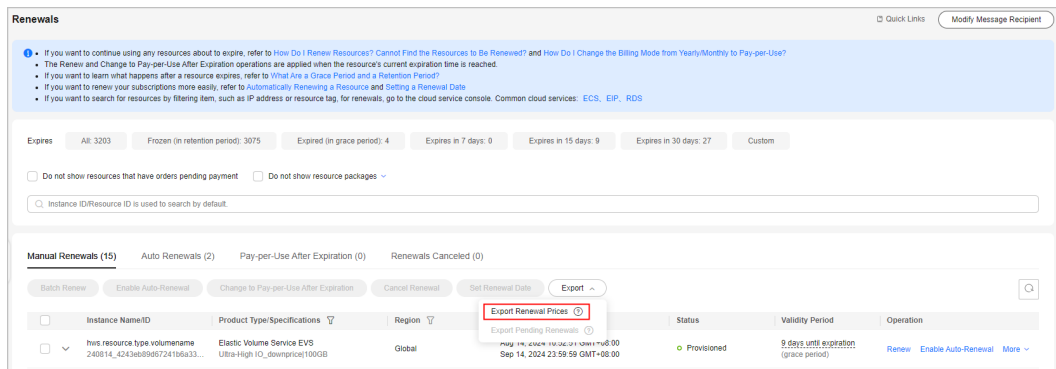 Renewals
Quick Links
Modify Message Recipient
• If you want to continue using any resources about to expire, refer to How Do I Renew Resources? Cannot Find the Resources to Be Renewed? and How Do I Change the Billing Mode from Yearly/Monthly to Pay-per-Use?
• The Renew and Change to Pay-per-Use After Expiration operations are applied when the resource's current expiration time is reached.
• If you want to learn what happens after a resource expires, refer to What Are a Grace Period and a Retention Period?
• If you want to renew your subscriptions more easily, refer to Automatically Renewing a Resource and Setting a Renewal Date
• If you want to search for resources by filtering item, such as IP address or resource tag, for renewals, go to the cloud service console. Common cloud services: ECS、EIP、RDS
Expires All: 3203 Frozen (in retention period): 3075 Expired (in grace period): 4 Expires in 7 days: 0 Expires in 15 days: 9 Expires in 30 days: 27 Custom
Do not show resources that have orders pending payment Do not show resource packages
Instance ID/Resource ID is used to search by default.
Manual Renewals (15) Auto Renewals (2) Pay-per-Use After Expiration (0) Renewals Canceled (0)
Batch Renew Enable Auto-Renewal Change to Pay-per-Use After Expiration Cancel Renewal Set Renewal Date Export
Export Renewal Prices
Export Pending Renewals
Instance Name/ID Product Type/Specifications Region Status Validity Period Operation
hws.resource.type.volumename Elastic Volume Service EVS Global Aug 14, 2024 16:52:51 GMT+08:00 Provisioned 9 days until expiration Renew Enable Auto-Renewal More
240814_4243eb89d67241b6a33... Ultra-High IO_downprice|100GB Sep 14, 2024 23:59:59 GMT+08:00 (grace period)